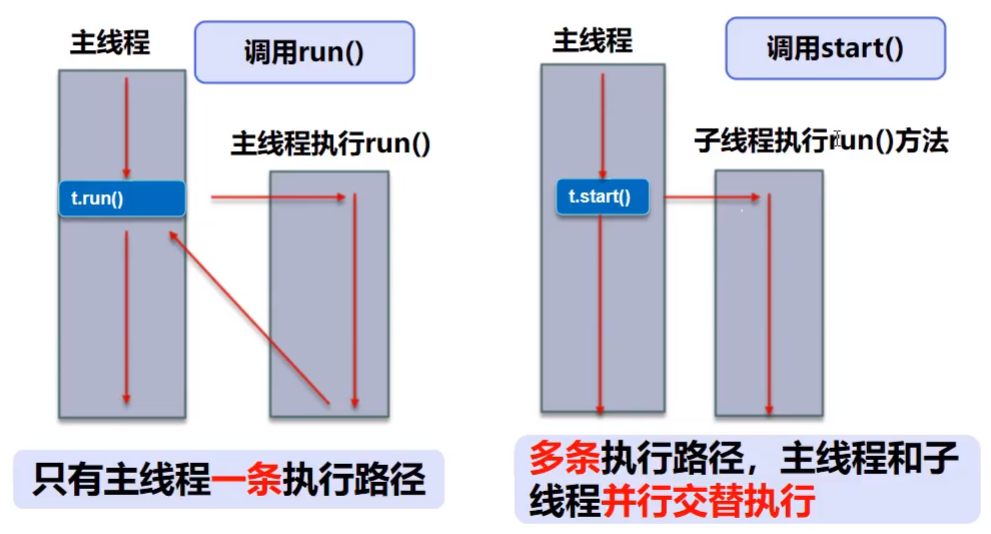 主线程
调用run()
主线程执行run()
t.run()
只有主线程一条执行路径
主线程
调用start()
子线程执行run()方法
t.start()
多条执行路径，主线程和子
线程并行交替执行